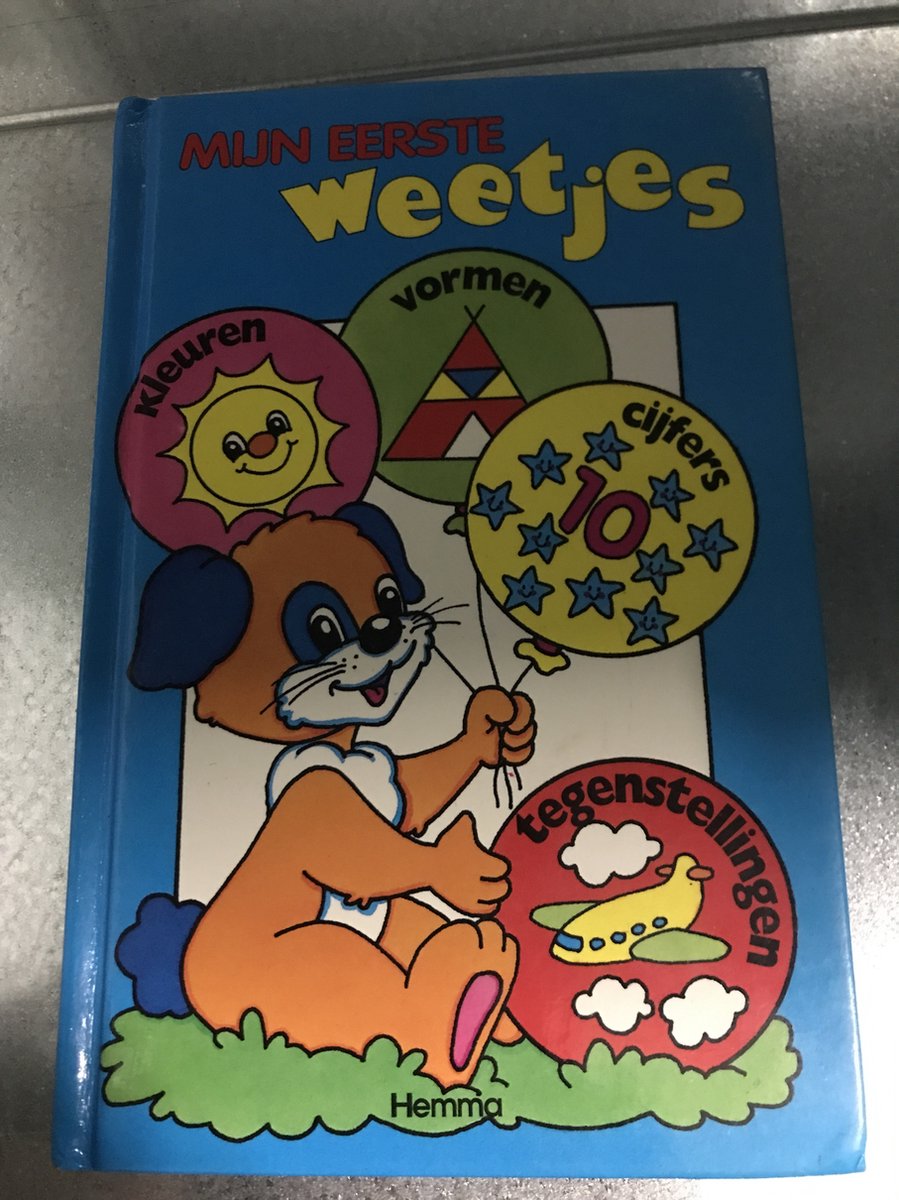 MIJN EERSTE
weetjes
vormen
kleuren
cijfers
10
tegenstellingen
Hemma